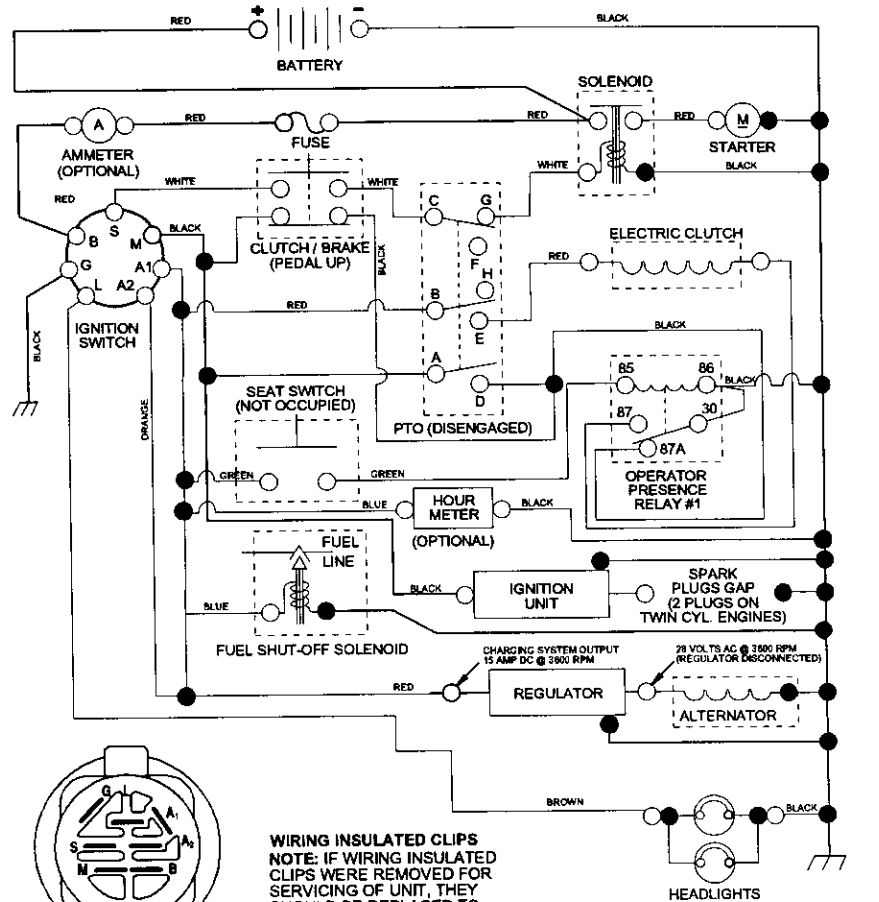 + -
RED
BLACK
BATTERY
SOLENOID
A
RED
RED
RED
M
AMMETER
(OPTIONAL)
FUSE
STARTER
WHITE
WHITE
WHITE
BLACK
RED
S
BLACK
B
M
G
A1
L
A2
CLUTCH / BRAKE
(PEDAL UP)
BLACK
C
G
F
H
B
E
A
D
RED
ELECTRIC CLUTCH
IGNITION
SWITCH
RED
BLACK
BLACK
ORANGE
SEAT SWITCH
(NOT OCCUPIED)
PTO (DISENGAGED)
85
86
BLACK
87
30
87A
OPERATOR
PRESENCE
RELAY #1
GREEN
GREEN
BLUE
HOUR
METER
BLACK
(OPTIONAL)
FUEL
LINE
BLUE
FUEL SHUT-OFF SOLENOID
BLACK
IGNITION
UNIT
SPARK
PLUGS GAP
(2 PLUGS ON
TWIN CYL. ENGINES)
CHARGING SYSTEM OUTPUT
15 AMP DC @ 3600 RPM
28 VOLTS AC @ 3600 RPM
(REGULATOR DISCONNECTED)
RED
REGULATOR
ALTERNATOR
BROWN
BLACK
HEADLIGHTS
G
L
A1
S
A2
M
B
WIRING INSULATED CLIPS
NOTE: IF WIRING INSULATED
CLIPS WERE REMOVED FOR
SERVICING OF UNIT, THEY
SHOULD BE REPLACED TO